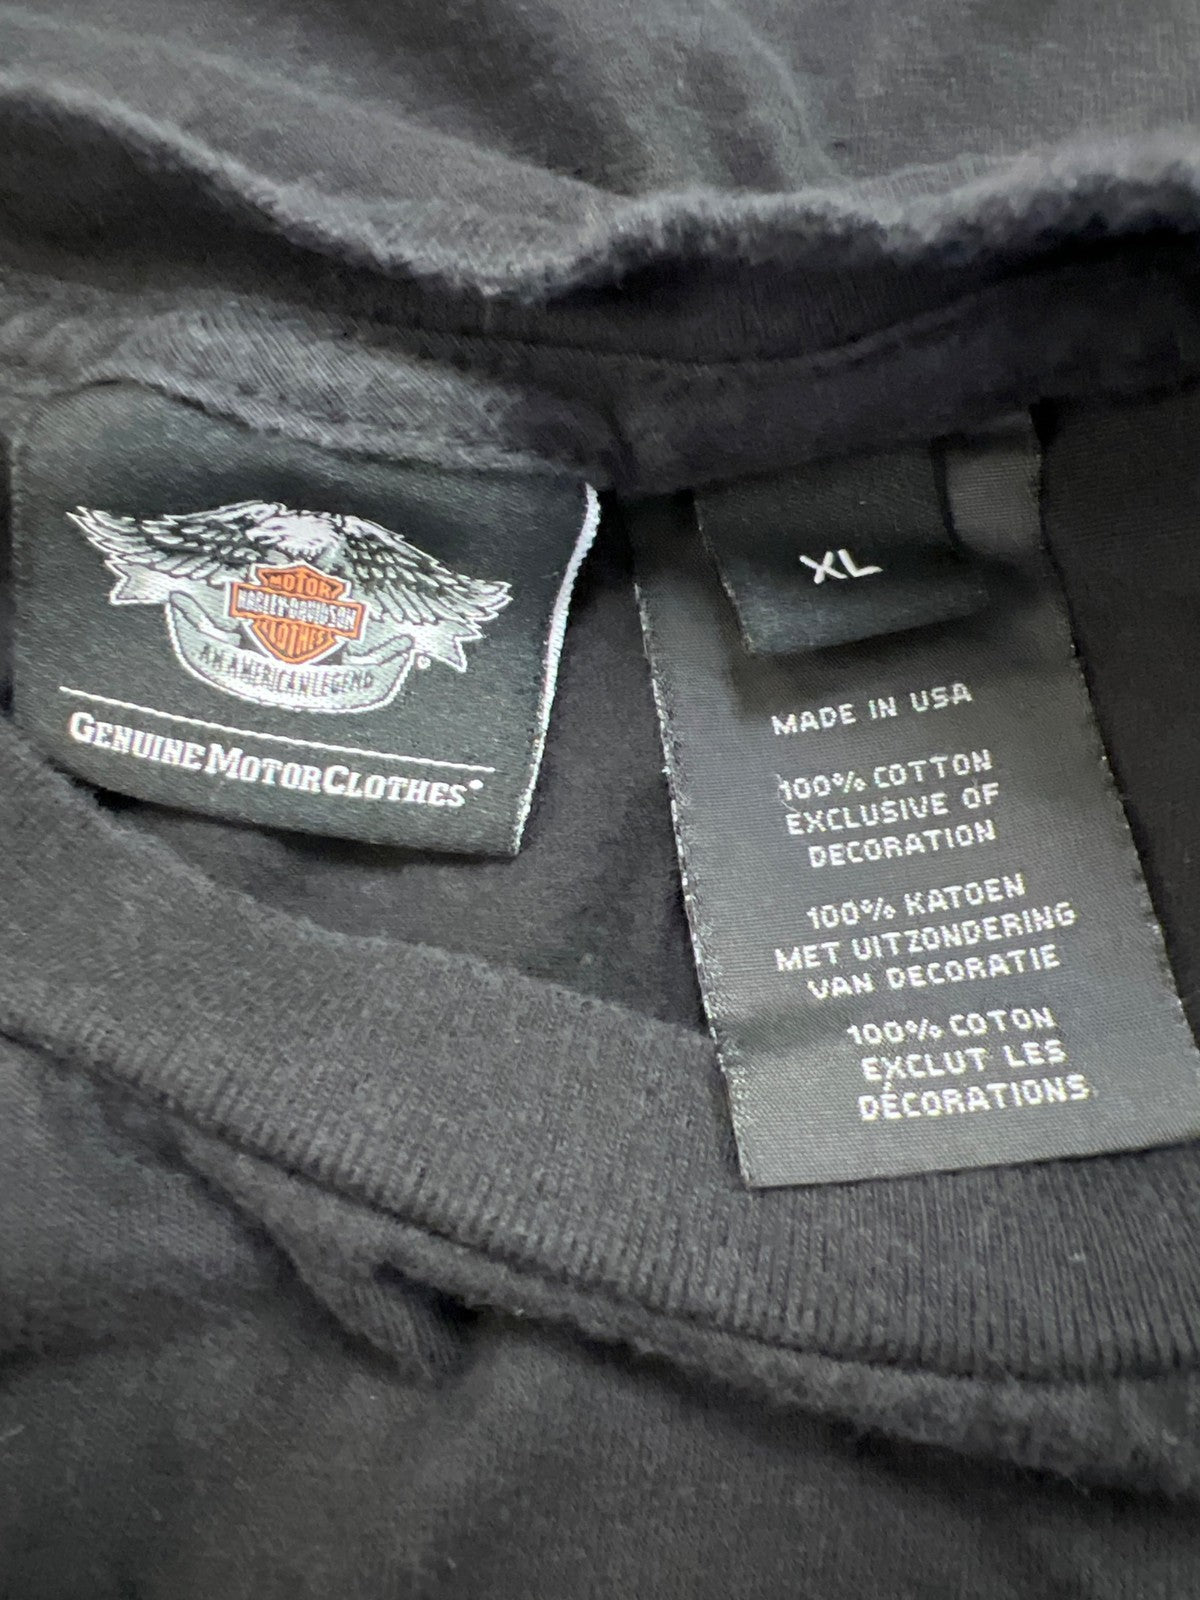 MOTOR
HARLEY-DAVIDSON
CLOTHES
AN AMERICAN LEGEND
®
GENUINE MOTORCLOTHES®
XL
MADE IN USA
100% COTTON
EXCLUSIVE OF
DECORATION
100% KATOEN
MET UITZONDERING
VAN DECORATIE
100% COTON
EXCLUT LES
DÉCORATIONS